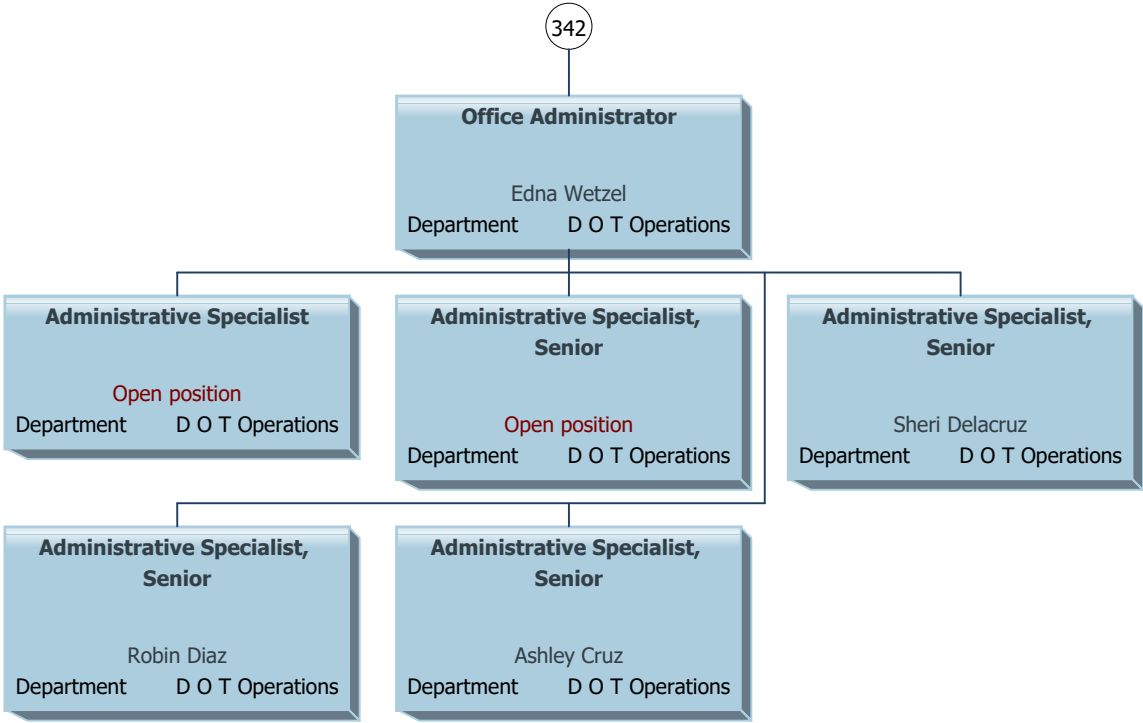 342
Office Administrator
Edna Wetzel
Department D O T Operations
Administrative Specialist
Open position
Department D O T Operations
Administrative Specialist,
Senior
Open position
Department D O T Operations
Administrative Specialist,
Senior
Sheri Delacruz
Department D O T Operations
Administrative Specialist,
Senior
Robin Diaz
Department D O T Operations
Administrative Specialist,
Senior
Ashley Cruz
Department D O T Operations